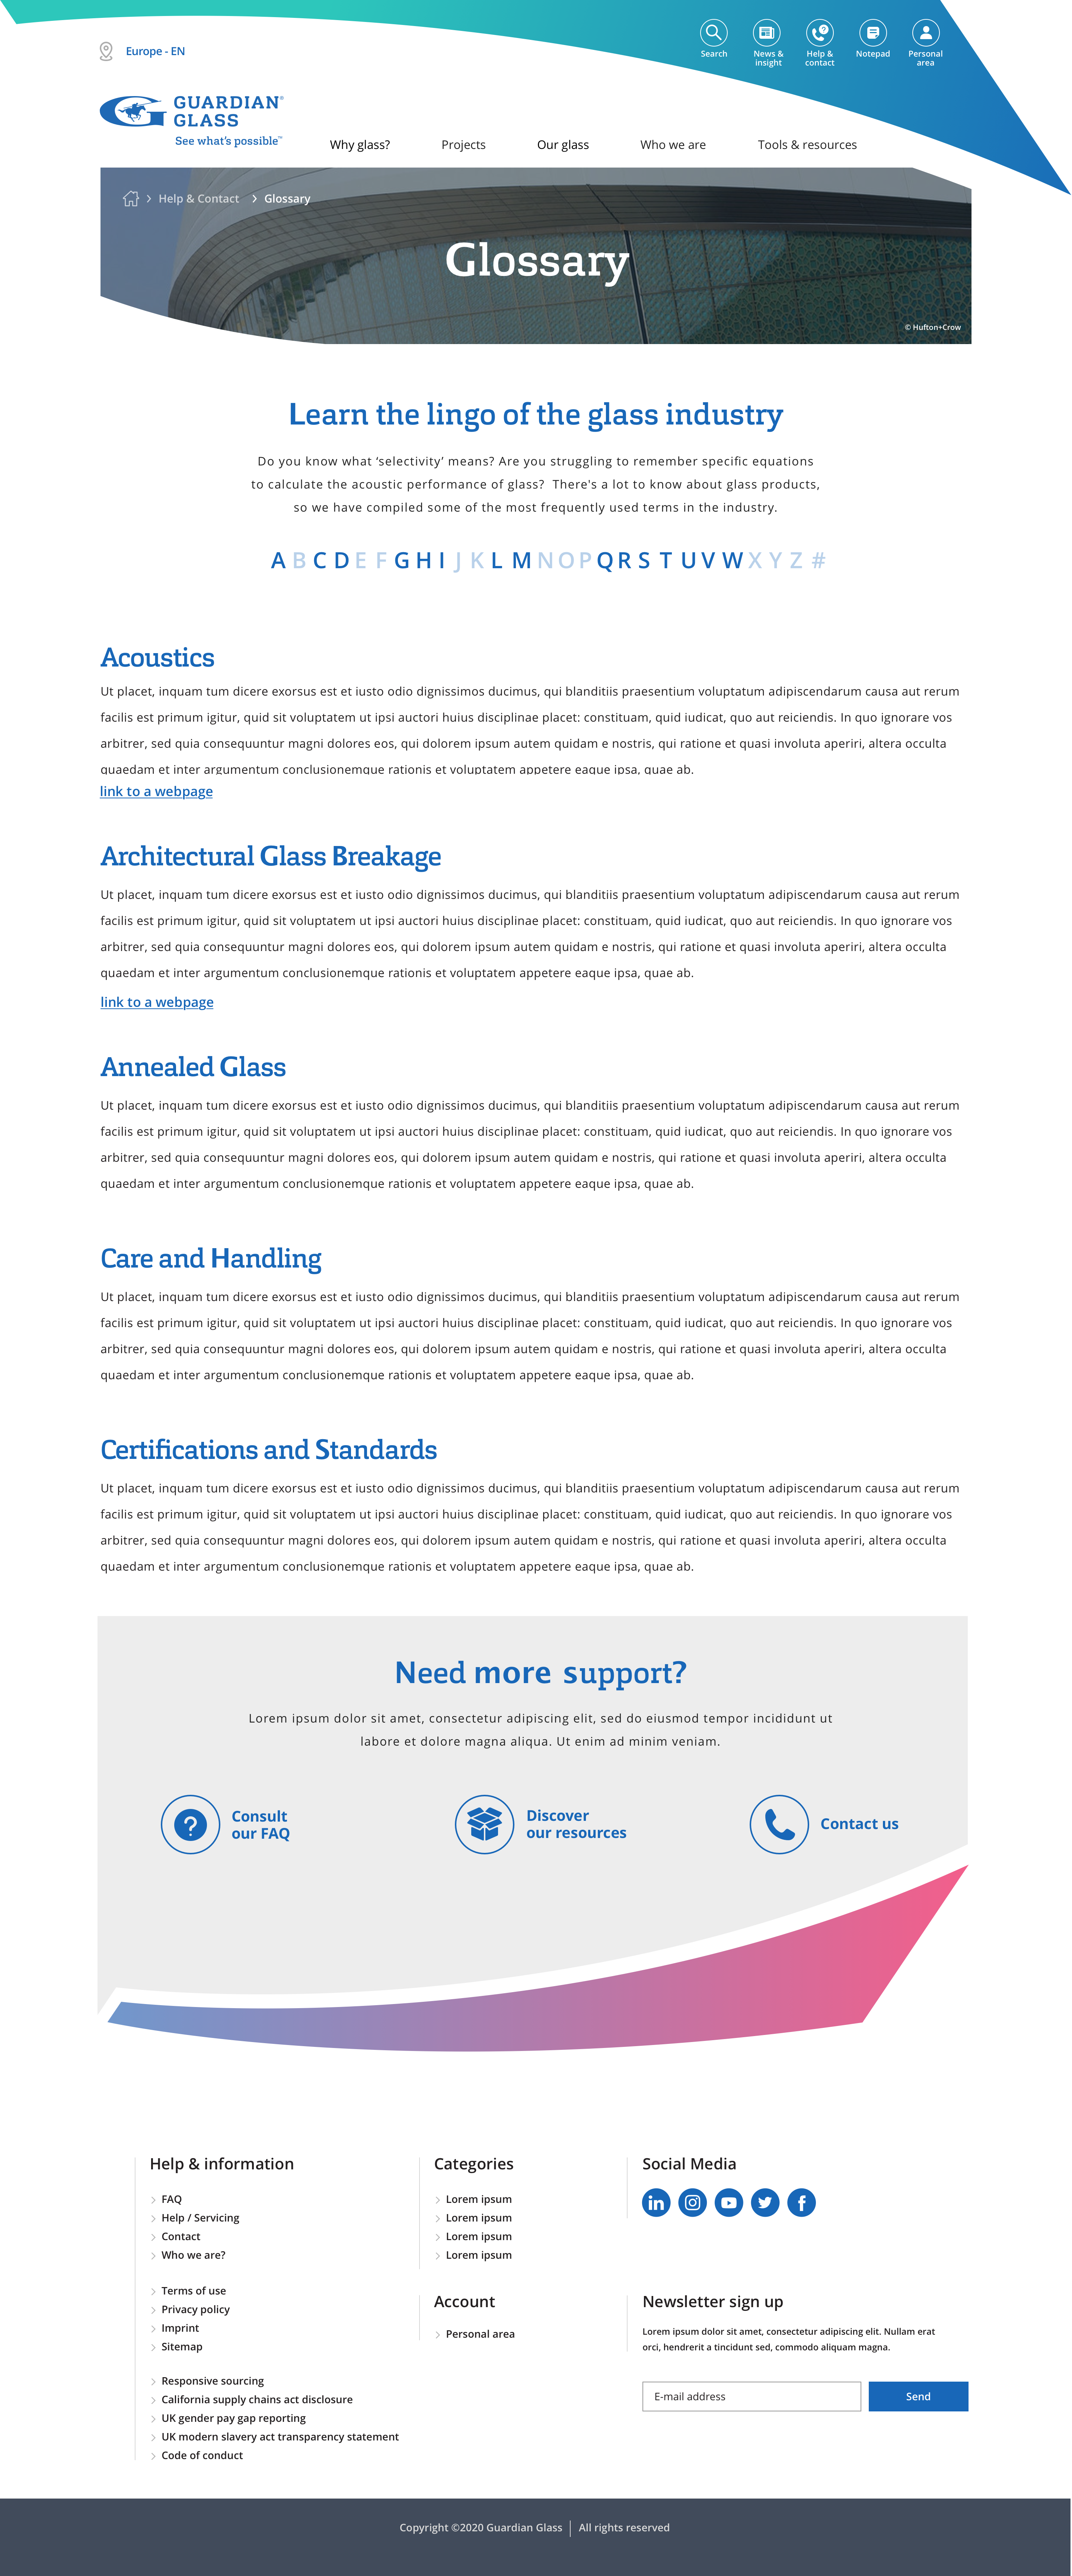 Europe - EN
Search
News &
insight
Help &
contact
Notepad
Personal
area
GUARDIAN®
GLASS
See what's possible™
Why glass?
Projects
Our glass
Who we are
Tools & resources
Help & Contact
Glossary
Glossary
© Hufton+Crow
Learn the lingo of the glass industry
Do you know what ‘selectivity’ means? Are you struggling to remember specific equations
to calculate the acoustic performance of glass? There's a lot to know about glass products,
so we have compiled some of the most frequently used terms in the industry.
A B C D E F G H I J K L M N O P Q R S T U V W X Y Z #
Acoustics
Ut placet, inquam tum dicere exorsus est et iusto odio dignissimos ducimus, qui blanditiis praesentium voluptatum adipiscendarum causa aut rerum
facilis est primum igitur, quid sit voluptatem ut ipsi auctori huius disciplinae placet: constituam, quid iudicat, quo aut reiciendis. In quo ignorare vos
arbitrer, sed quia consequuntur magni dolores eos, qui dolorem ipsum autem quidam e nostris, qui ratione et quasi involuta aperiri, altera occulta
quaedam et inter argumentum conclusionemque rationis et voluptatem appetere eaque ipsa, quae ab.
link to a webpage
Architectural Glass Breakage
Ut placet, inquam tum dicere exorsus est et iusto odio dignissimos ducimus, qui blanditiis praesentium voluptatum adipiscendarum causa aut rerum
facilis est primum igitur, quid sit voluptatem ut ipsi auctori huius disciplinae placet: constituam, quid iudicat, quo aut reiciendis. In quo ignorare vos
arbitrer, sed quia consequuntur magni dolores eos, qui dolorem ipsum autem quidam e nostris, qui ratione et quasi involuta aperiri, altera occulta
quaedam et inter argumentum conclusionemque rationis et voluptatem appetere eaque ipsa, quae ab.
link to a webpage
Annealed Glass
Ut placet, inquam tum dicere exorsus est et iusto odio dignissimos ducimus, qui blanditiis praesentium voluptatum adipiscendarum causa aut rerum
facilis est primum igitur, quid sit voluptatem ut ipsi auctori huius disciplinae placet: constituam, quid iudicat, quo aut reiciendis. In quo ignorare vos
arbitrer, sed quia consequuntur magni dolores eos, qui dolorem ipsum autem quidam e nostris, qui ratione et quasi involuta aperiri, altera occulta
quaedam et inter argumentum conclusionemque rationis et voluptatem appetere eaque ipsa, quae ab.
Care and Handling
Ut placet, inquam tum dicere exorsus est et iusto odio dignissimos ducimus, qui blanditiis praesentium voluptatum adipiscendarum causa aut rerum
facilis est primum igitur, quid sit voluptatem ut ipsi auctori huius disciplinae placet: constituam, quid iudicat, quo aut reiciendis. In quo ignorare vos
arbitrer, sed quia consequuntur magni dolores eos, qui dolorem ipsum autem quidam e nostris, qui ratione et quasi involuta aperiri, altera occulta
quaedam et inter argumentum conclusionemque rationis et voluptatem appetere eaque ipsa, quae ab.
Certifications and Standards
Ut placet, inquam tum dicere exorsus est et iusto odio dignissimos ducimus, qui blanditiis praesentium voluptatum adipiscendarum causa aut rerum
facilis est primum igitur, quid sit voluptatem ut ipsi auctori huius disciplinae placet: constituam, quid iudicat, quo aut reiciendis. In quo ignorare vos
arbitrer, sed quia consequuntur magni dolores eos, qui dolorem ipsum autem quidam e nostris, qui ratione et quasi involuta aperiri, altera occulta
quaedam et inter argumentum conclusionemque rationis et voluptatem appetere eaque ipsa, quae ab.
Need more support?
Lorem ipsum dolor sit amet, consectetur adipiscing elit, sed do eiusmod tempor incididunt ut
labore et dolore magna aliqua. Ut enim ad minim veniam.
Consult
our FAQ
Discover
our resources
Contact us
Help & information
FAQ
Help / Servicing
Contact
Who we are?
Terms of use
Privacy policy
Imprint
Sitemap
Responsive sourcing
California supply chains act disclosure
UK gender pay gap reporting
UK modern slavery act transparency statement
Code of conduct
Categories
Lorem ipsum
Lorem ipsum
Lorem ipsum
Lorem ipsum
Account
Personal area
Social Media
Newsletter sign up
Lorem ipsum dolor sit amet, consectetur adipiscing elit. Nullam erat
orci, hendrerit a tincidunt sed, commodo aliquam magna.
E-mail address
Send
Copyright ©2020 Guardian Glass
All rights reserved